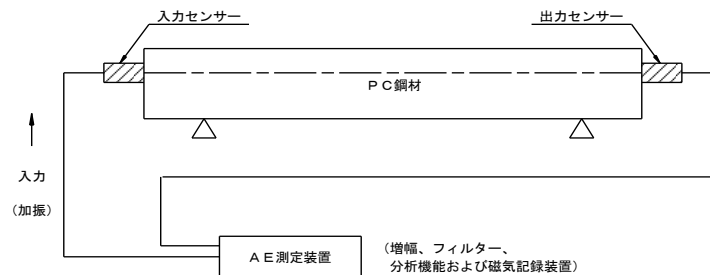 入力センサー
出力センサー
ＰＣ鋼材
入力
(加振)
ＡＥ測定装置
(増幅、フィルター、
分析機能および磁気記録装置)